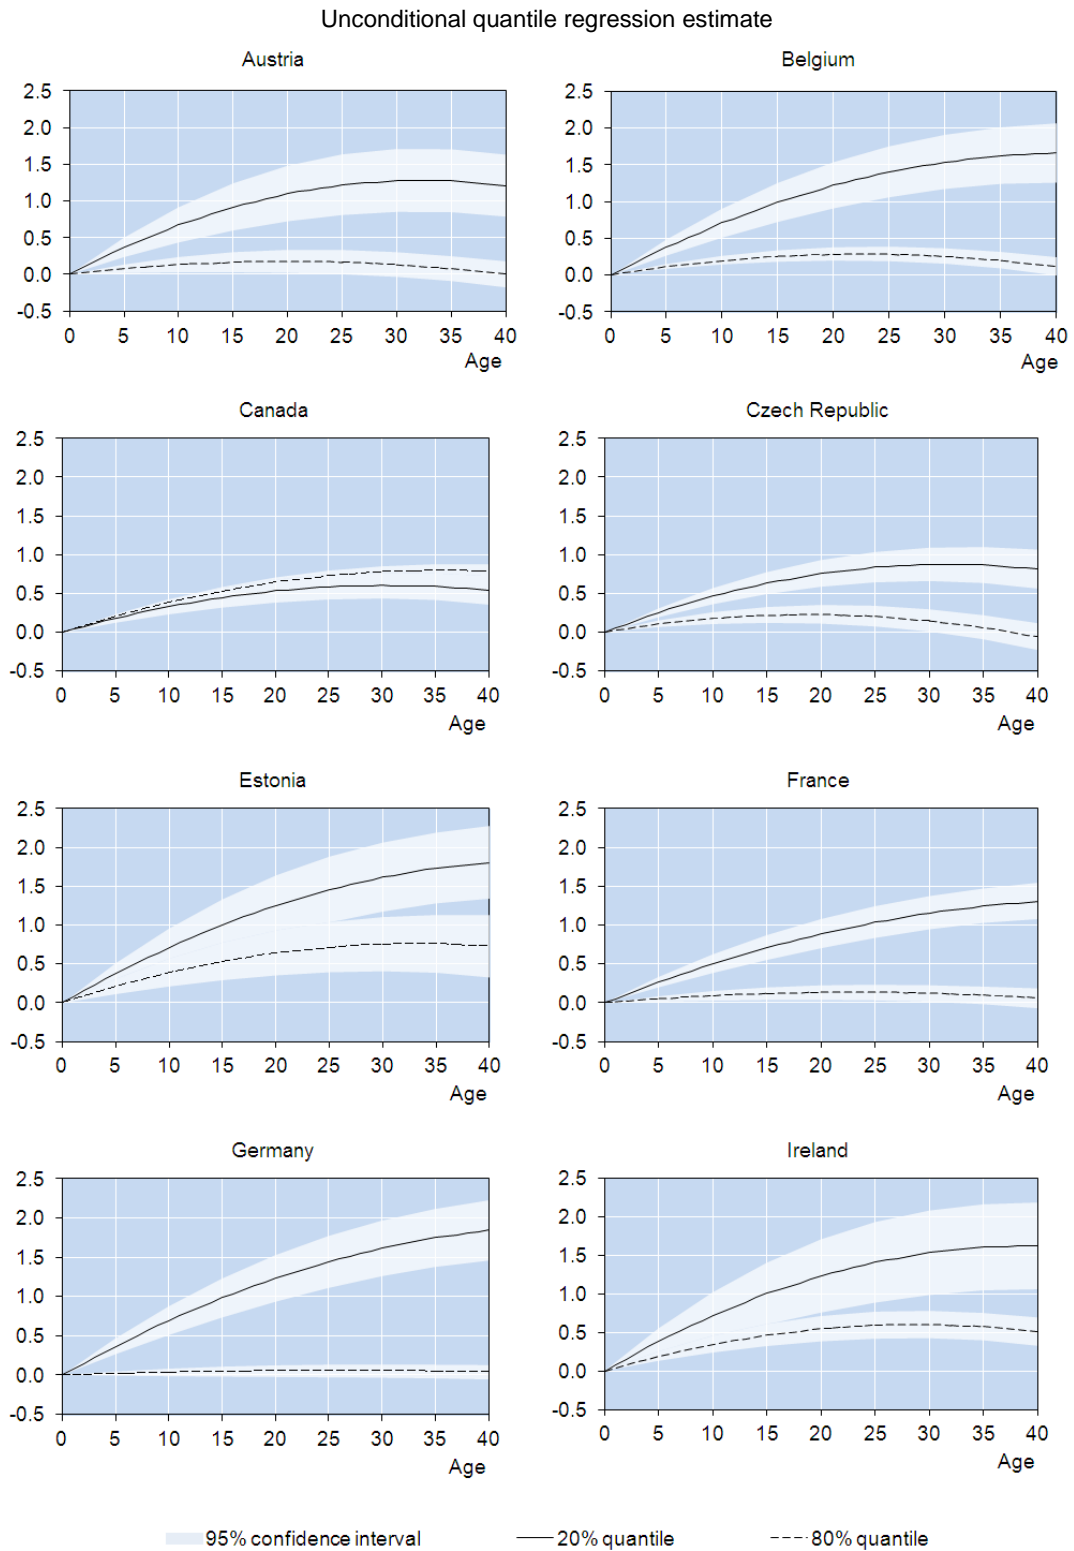 Unconditional quantile regression estimate
Austria
2.5
2.0
1.5
1.0
0.5
0.0
-0.5
0 5 10 15 20 25 30 35 40
Age
Belgium
2.5
2.0
1.5
1.0
0.5
0.0
-0.5
0 5 10 15 20 25 30 35 40
Age
Canada
2.5
2.0
1.5
1.0
0.5
0.0
-0.5
0 5 10 15 20 25 30 35 40
Age
Czech Republic
2.5
2.0
1.5
1.0
0.5
0.0
-0.5
0 5 10 15 20 25 30 35 40
Age
Estonia
2.5
2.0
1.5
1.0
0.5
0.0
-0.5
0 5 10 15 20 25 30 35 40
Age
France
2.5
2.0
1.5
1.0
0.5
0.0
-0.5
0 5 10 15 20 25 30 35 40
Age
Germany
2.5
2.0
1.5
1.0
0.5
0.0
-0.5
0 5 10 15 20 25 30 35 40
Age
Ireland
2.5
2.0
1.5
1.0
0.5
0.0
-0.5
0 5 10 15 20 25 30 35 40
Age
95% confidence interval 20% quantile 80% quantile